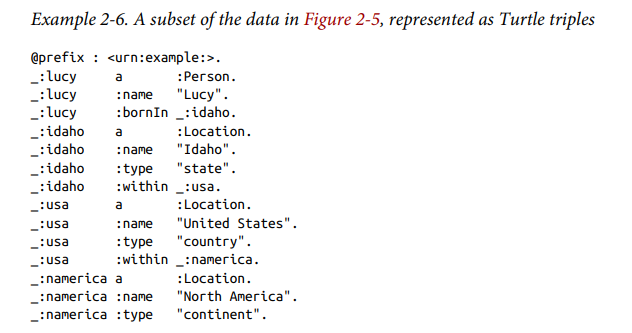 Example 2-6. A subset of the data in Figure 2-5, represented as Turtle triples
@prefix : <urn:example:>.
_:lucy     a       :Person.
_:lucy     :name   "Lucy".
_:lucy     :bornIn _:idaho.
_:idaho    a       :Location.
_:idaho    :name   "Idaho".
_:idaho    :type   "state".
_:idaho    :within _:usa.
_:usa      a       :Location.
_:usa      :name   "United States".
_:usa      :type   "country".
_:usa      :within _:namerica.
_:namerica a       :Location.
_:namerica :name   "North America".
_:namerica :type   "continent".